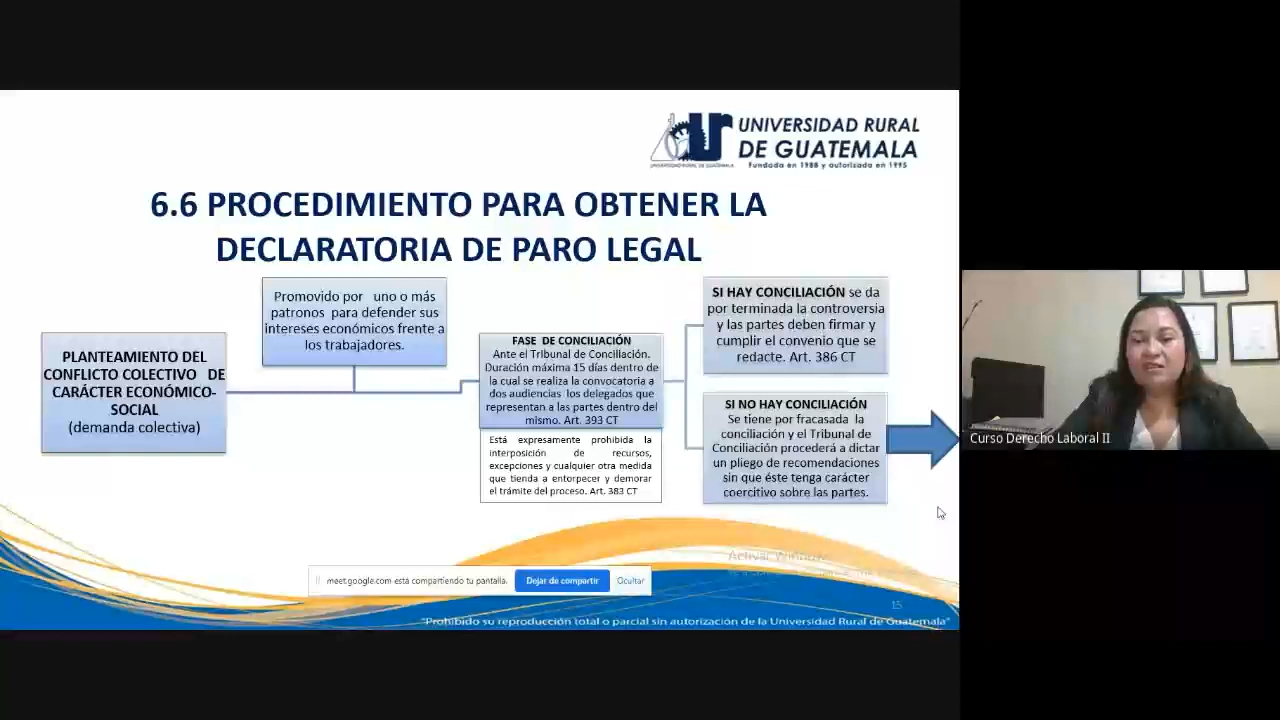 UNIVERSIDAD RURAL
DE GUATEMALA
Fundada en 1988 y autorizada en 1995
UNIVERSIDAD RURAL DE GUATEMALA
6.6 PROCEDIMIENTO PARA OBTENER LA
DECLARATORIA DE PARO LEGAL
PLANTEAMIENTO DEL
CONFLICTO COLECTIVO DE
CARÁCTER ECONÓMICO-
SOCIAL
(demanda colectiva)
Promovido por uno o más
patronos para defender sus
intereses económicos frente a
los trabajadores.
FASE DE CONCILIACIÓN
Ante el Tribunal de Conciliación.
Duración máxima 15 días dentro de
la cual se realiza la convocatoria a
dos audiencias los delegados que
representan a las partes dentro del
mismo. Art. 393 CT
Está expresamente prohibida la
interposición de recursos,
excepciones y cualquier otra medida
que tienda a entorpecer y demorar
el trámite del proceso. Art. 383 CT
SI HAY CONCILIACIÓN se da
por terminada la controversia
y las partes deben firmar y
cumplir el convenio que se
redacte. Art. 386 CT
SI NO HAY CONCILIACIÓN
Se tiene por fracasada la
conciliación y el Tribunal de
Conciliación procederá a dictar
un pliego de recomendaciones
sin que éste tenga carácter
coercitivo sobre las partes.
Curso Derecho Laboral II
Activar Windows
meet.google.com está compartiendo tu pantalla.
Dejar de compartir
Ocultar
15
"Prohibido su reproducción total o parcial sin autorización de la Universidad Rural de Guatemala"